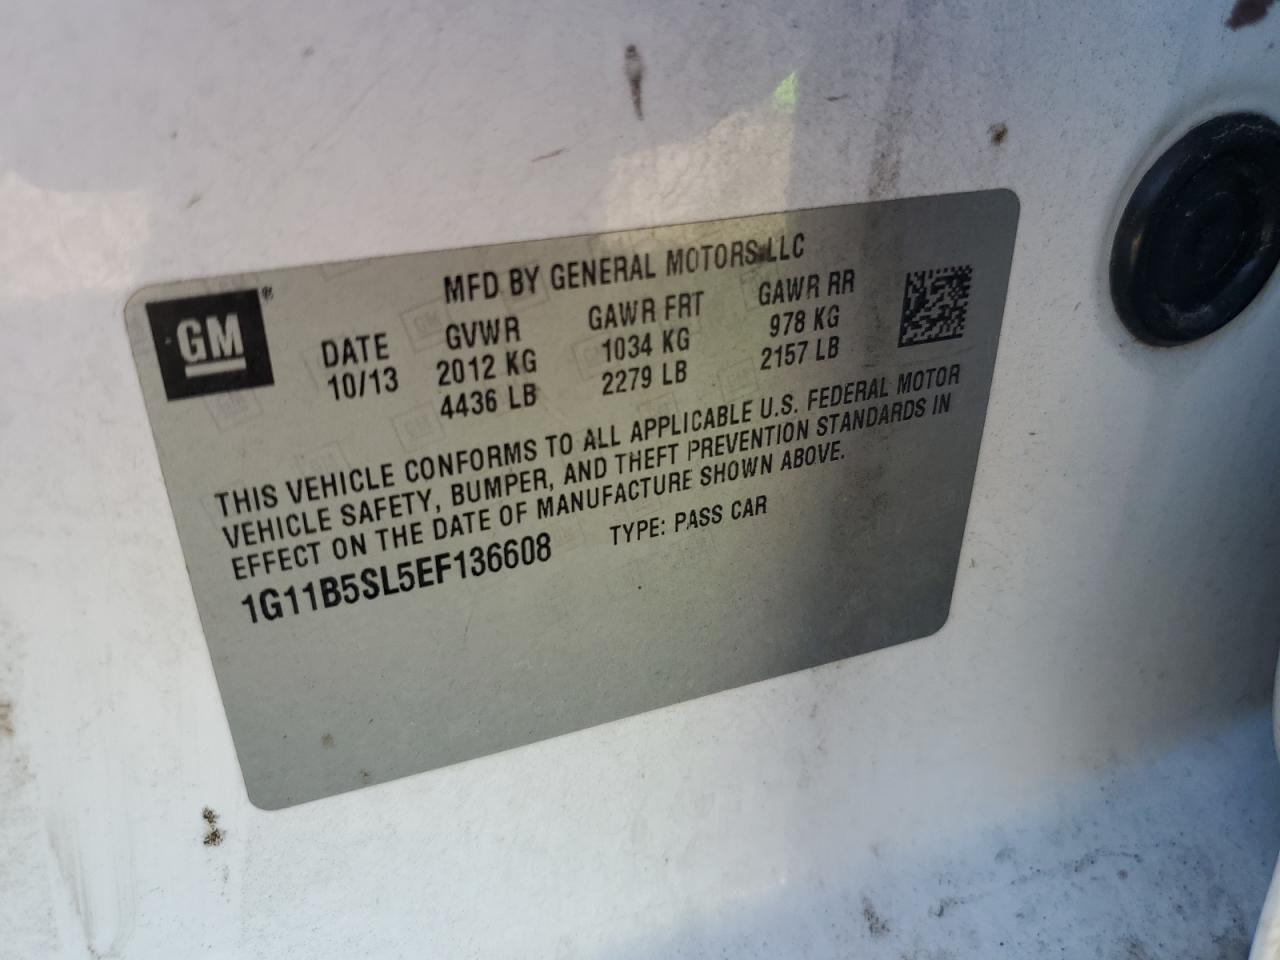 MFD BY GENERAL MOTORS LLC
GM®
DATE GVWR GAWR FRT GAWR RR
10/13 2012 KG 1034 KG 978 KG
4436 LB 2279 LB 2157 LB
THIS VEHICLE CONFORMS TO ALL APPLICABLE U.S. FEDERAL MOTOR
VEHICLE SAFETY, BUMPER, AND THEFT PREVENTION STANDARDS IN
EFFECT ON THE DATE OF MANUFACTURE SHOWN ABOVE.
1G11B5SL5EF136608 TYPE: PASS CAR